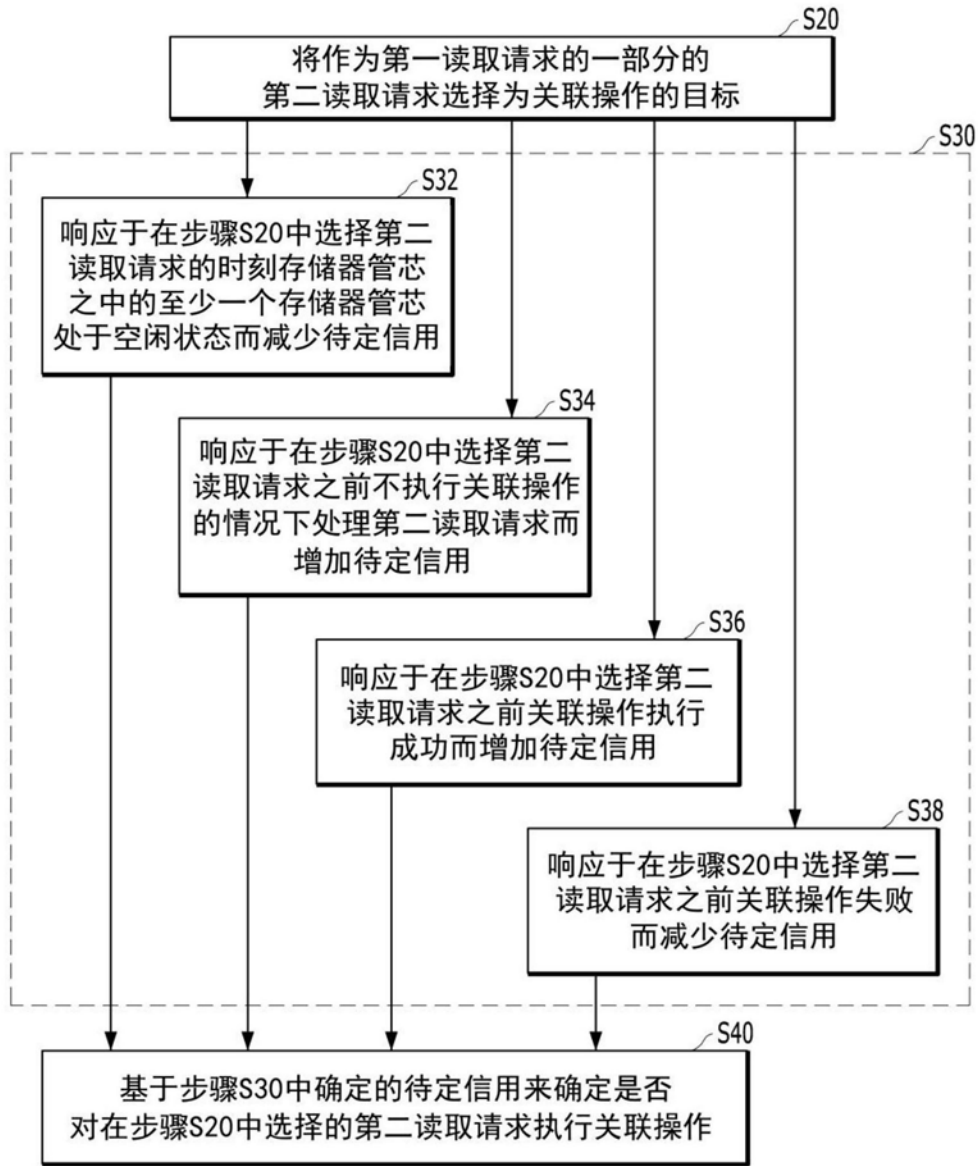 S20
将作为第一读取请求的一部分的
第二读取请求选择为关联操作的目标
S30
S32
响应于在步骤S20中选择第二
读取请求的时刻存储器管芯
之中的至少一个存储器管芯
处于空闲状态而减少待定信用
S34
响应于在步骤S20中选择第二
读取请求之前不执行关联操作
的情况下处理第二读取请求而
增加待定信用
S36
响应于在步骤S20中选择第二
读取请求之前关联操作执行
成功而增加待定信用
S38
响应于在步骤S20中选择第二
读取请求之前关联操作失败
而减少待定信用
S40
基于步骤S30中确定的待定信用来确定是否
对在步骤S20中选择的第二读取请求执行关联操作